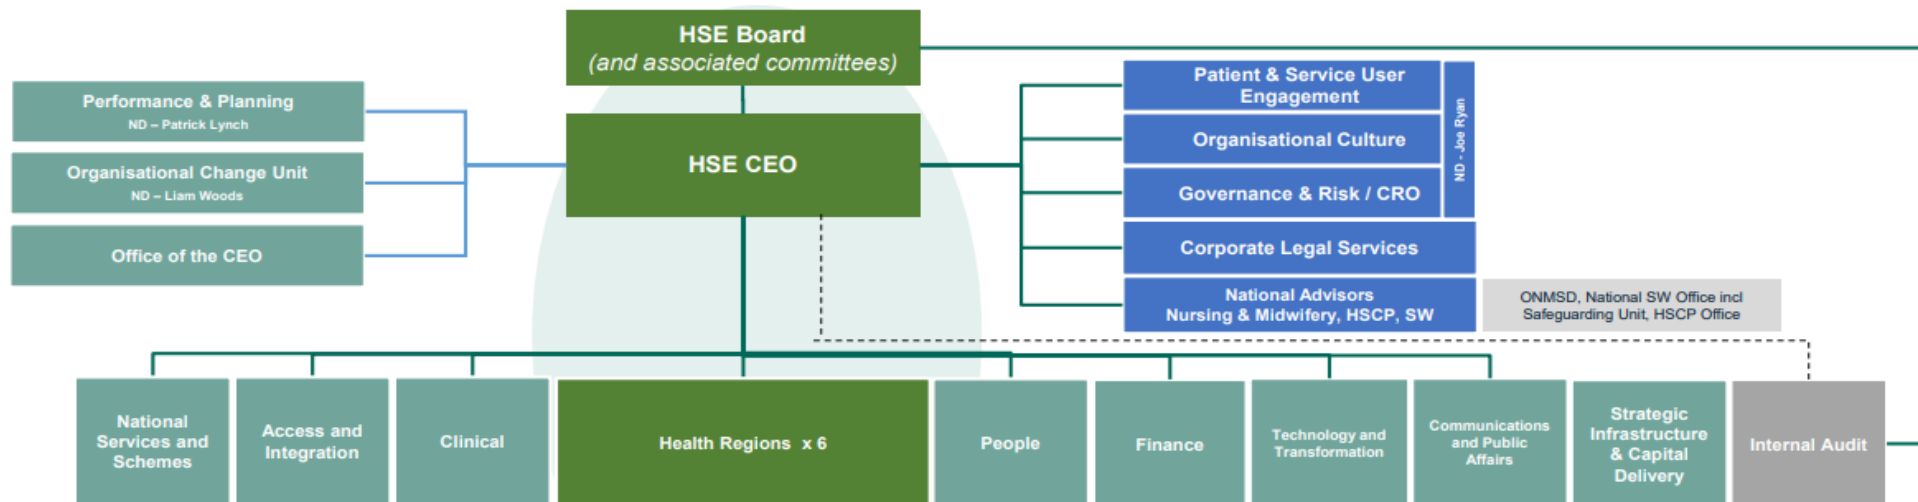 HSE Board
(and associated committees)
HSE CEO
Performance & Planning
ND – Patrick Lynch
Organisational Change Unit
ND – Liam Woods
Office of the CEO
Patient & Service User
Engagement
Organisational Culture
Governance & Risk / CRO
ND - Joe Ryan
Corporate Legal Services
National Advisors
Nursing & Midwifery, HSCP, SW
ONMSD, National SW Office incl
Safeguarding Unit, HSCP Office
National
Services and
Schemes
Access and
Integration
Clinical
Health Regions x 6
People
Finance
Technology and
Transformation
Communications
and Public
Affairs
Strategic
Infrastructure
& Capital
Delivery
Internal Audit